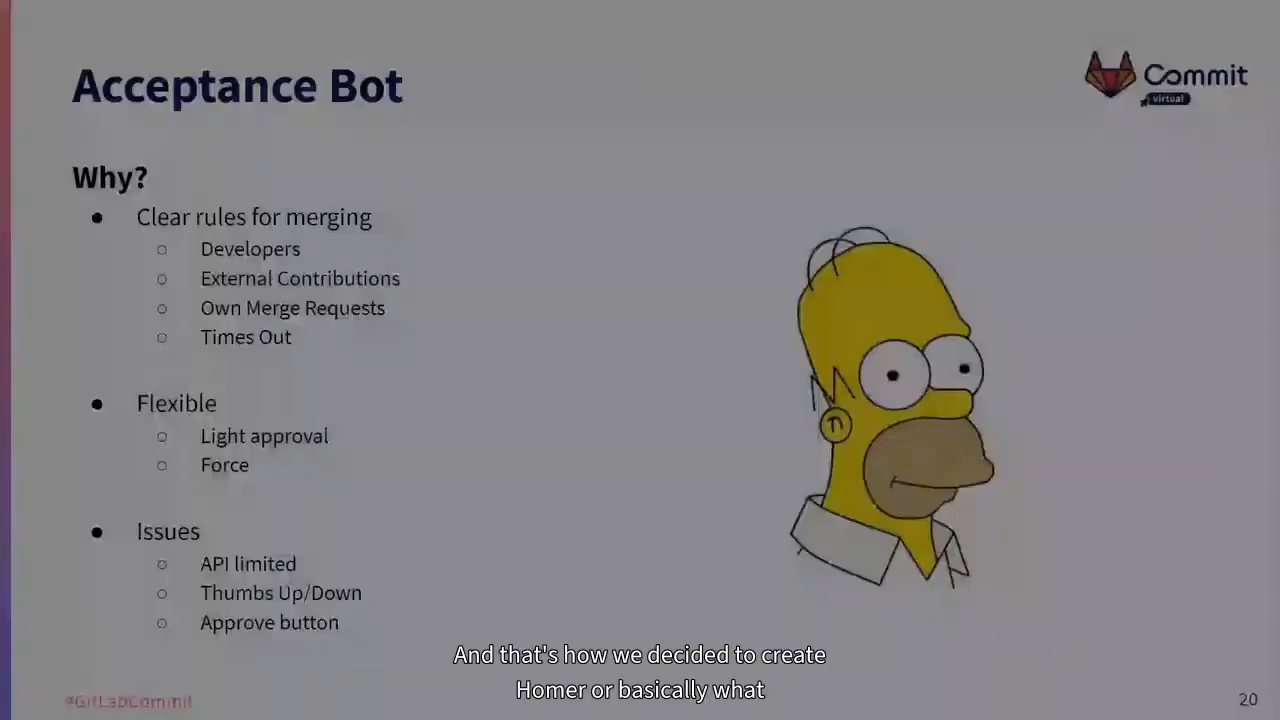 Acceptance Bot
Commit
virtual
Why?
● Clear rules for merging
○ Developers
○ External Contributions
○ Own Merge Requests
○ Times Out
● Flexible
○ Light approval
○ Force
● Issues
○ API limited
○ Thumbs Up/Down
○ Approve button
And that's how we decided to create
Homer or basically what
#GitLabCommit
20